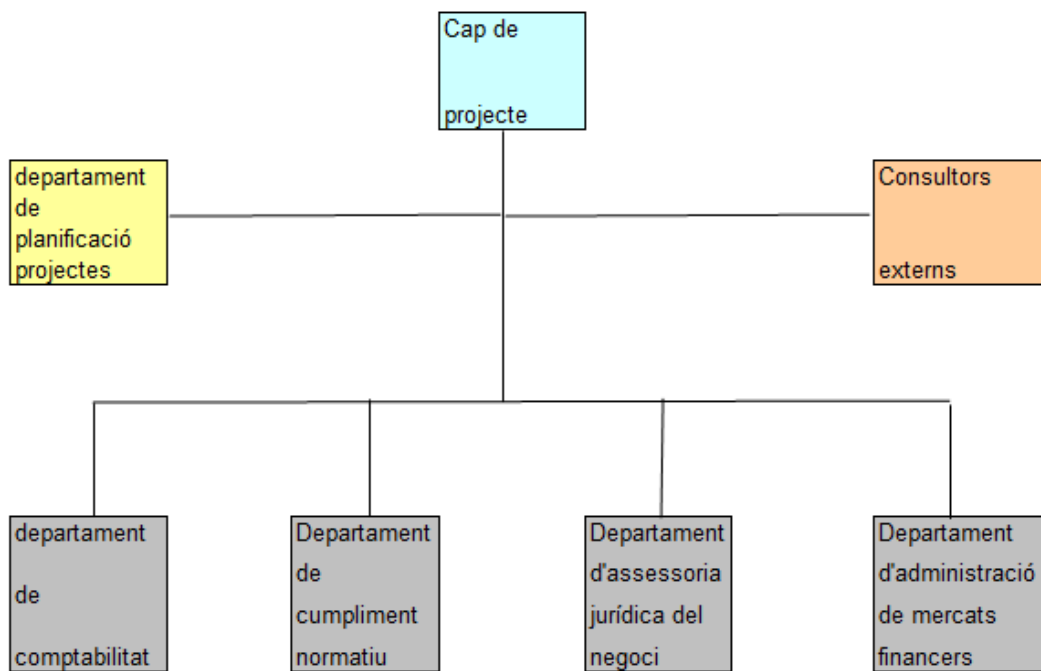 Cap de
projecte
departament
de
planificació
projectes
Consultors
externs
departament
de
comptabilitat
Departament
de
cumpliment
normatiu
Departament
d'assessoria
jurídica del
negoci
Departament
d'administració
de mercats
financers